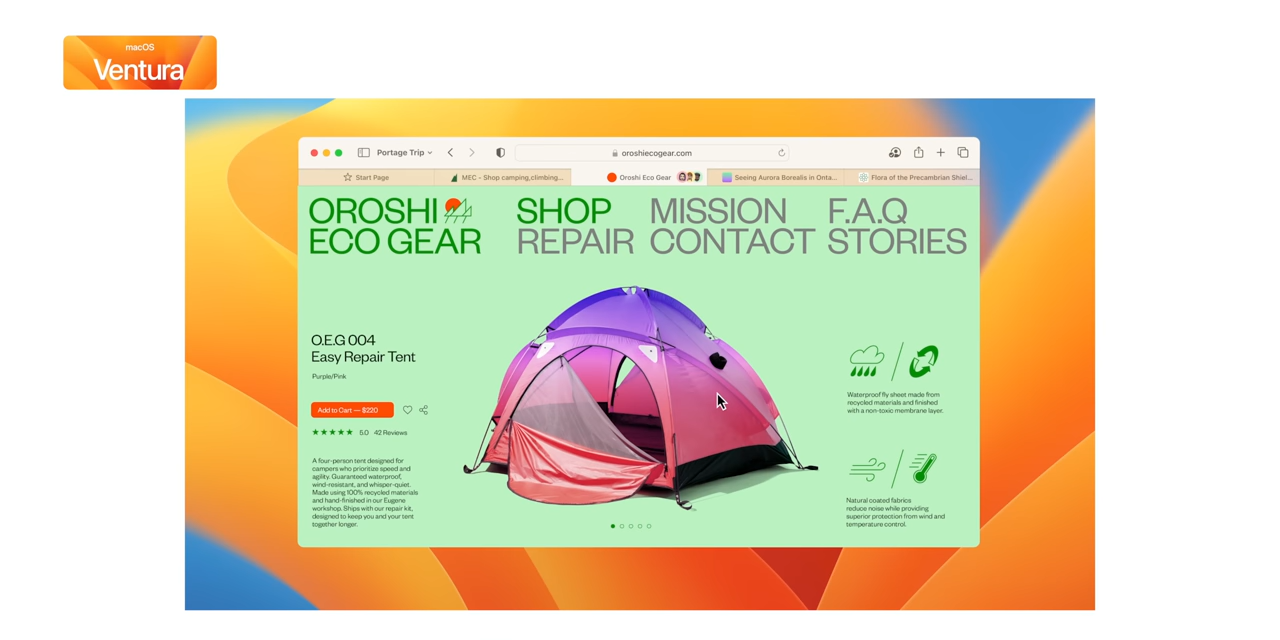 macOS
Ventura
Portage Trip
oroshiecogear.com
Start Page
MEC - Shop camping,climbing...
Oroshi Eco Gear
Seeing Aurora Borealis in Onta...
Flora of the Precambrian Shiel...
OROSHI
ECO GEAR
SHOP
REPAIR
MISSION
CONTACT
F.A.Q
STORIES
O.E.G 004
Easy Repair Tent
Purple/Pink
Add to Cart — $220
5.0 42 Reviews
A four-person tent designed for
campers who prioritize speed and
agility. Guaranteed waterproof,
wind-resistant, and whisper-quiet.
Made using 100% recycled materials
and hand-finished in our Eugene
workshop. Ships with our repair kit,
designed to keep you and your tent
together longer.
Waterproof fly sheet made from
recycled materials and finished
with a non-toxic membrane layer.
Natural coated fabrics
reduce noise while providing
superior protection from wind and
temperature control.